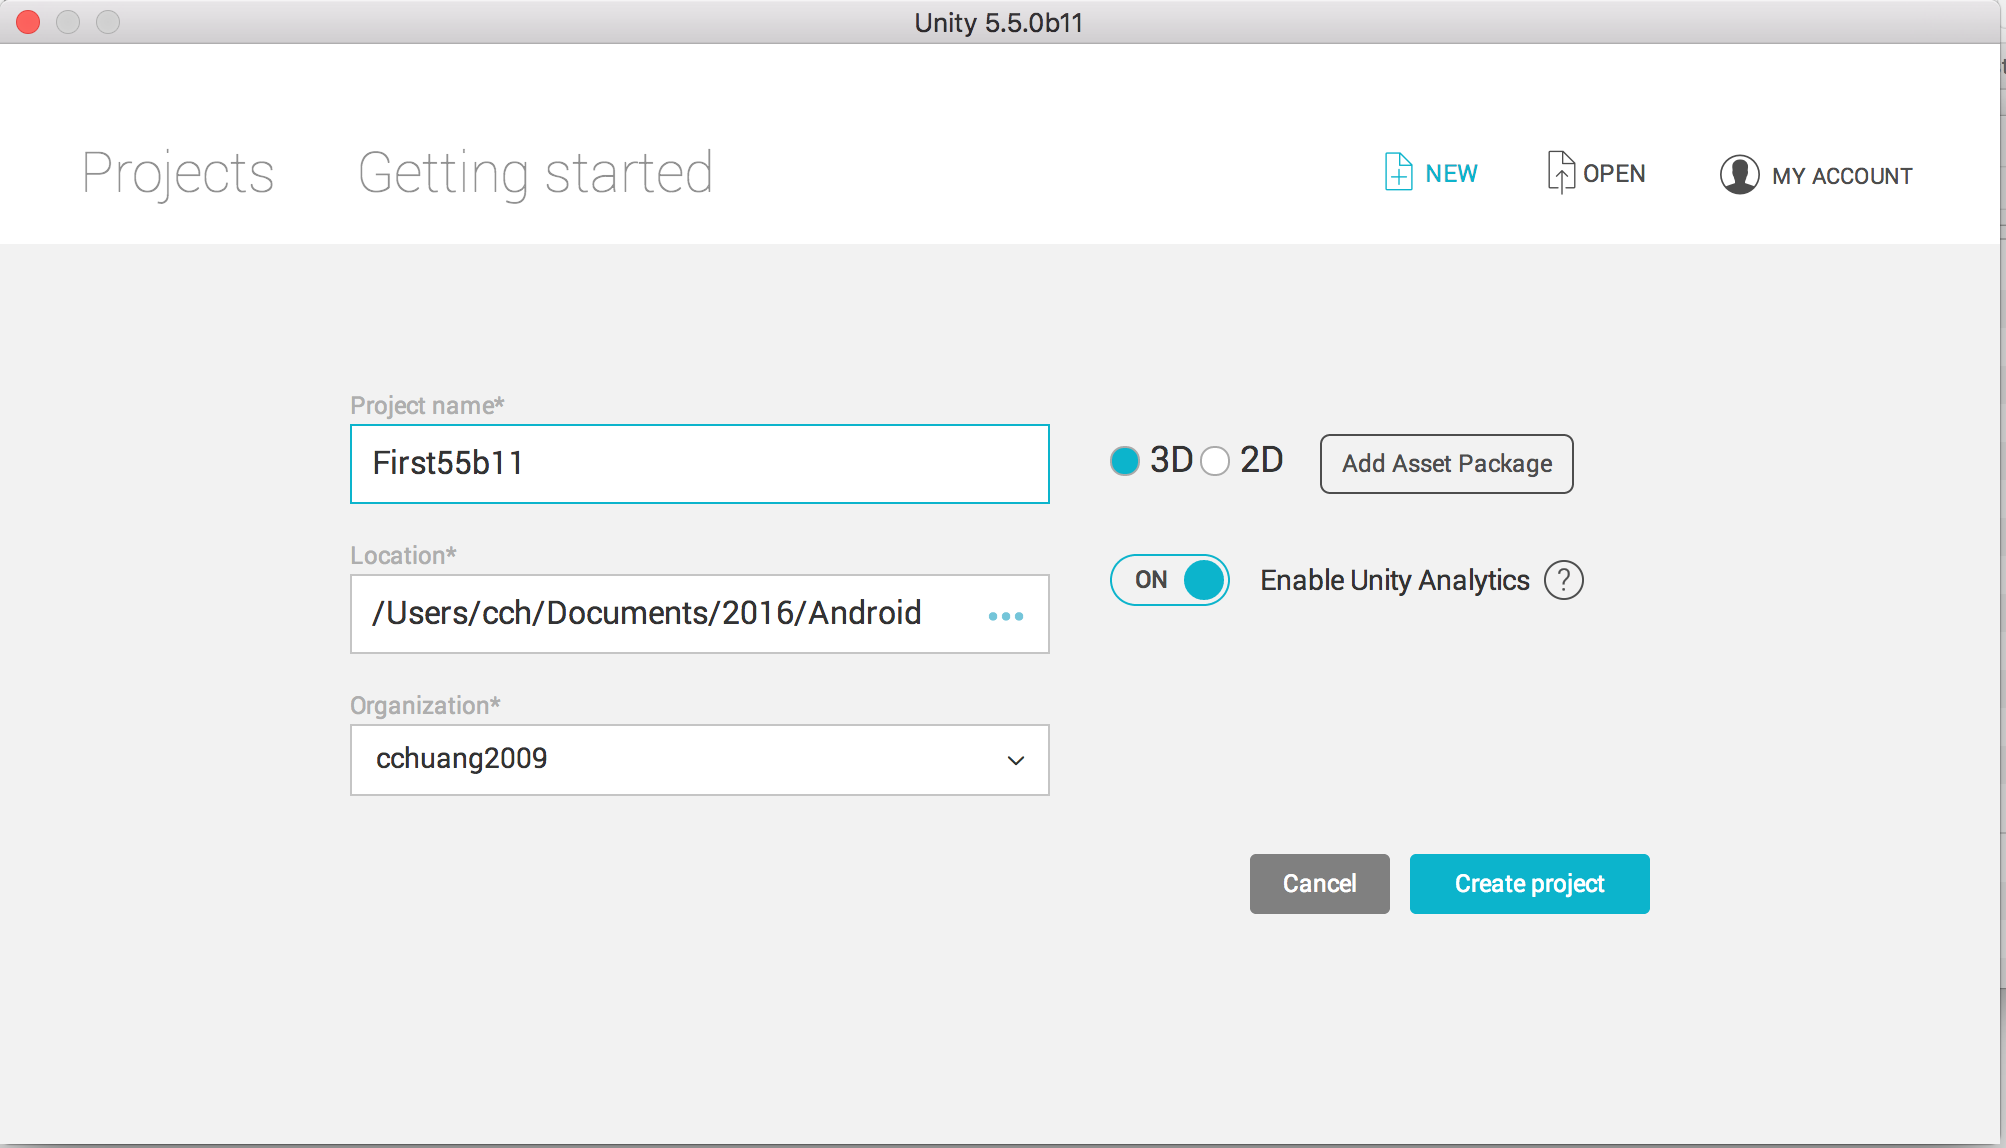 Unity 5.5.0b11
Projects
Getting started
NEW
OPEN
MY ACCOUNT
Project name*
First55b11
3D
2D
Add Asset Package
Location*
/Users/cch/Documents/2016/Android
ON
Enable Unity Analytics
?
Organization*
cchuang2009
Cancel
Create project